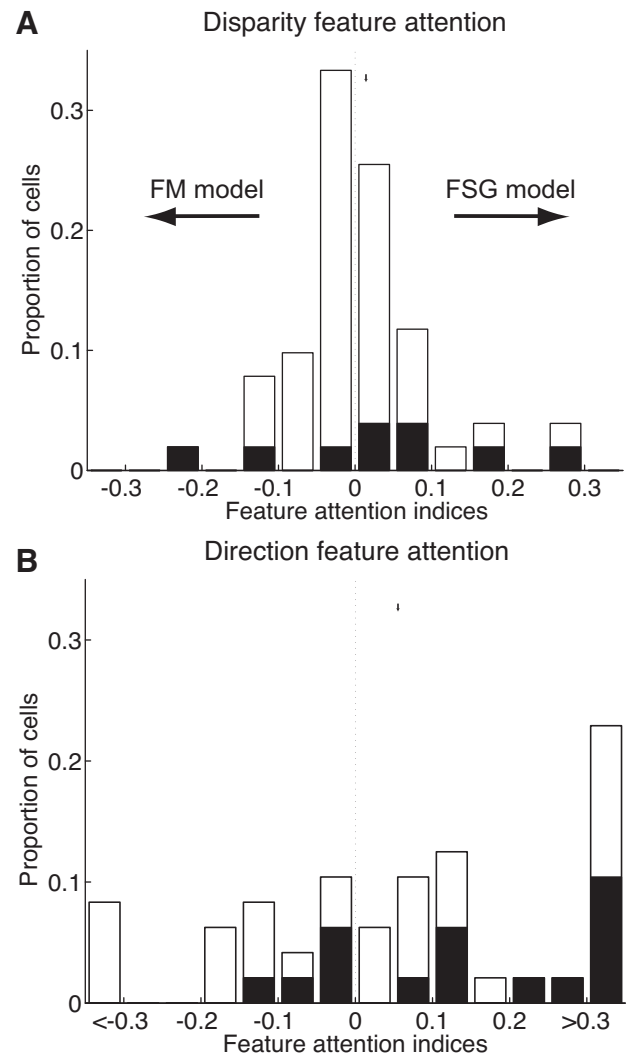 A
Disparity feature attention
0.3
FM model
FSG model
0.2
Proportion of cells
0.1
0
-0.3 -0.2 -0.1 0 0.1 0.2 0.3
Feature attention indices
B
Direction feature attention
0.3
0.2
Proportion of cells
0.1
0
<-0.3 -0.2 -0.1 0 0.1 0.2 >0.3
Feature attention indices